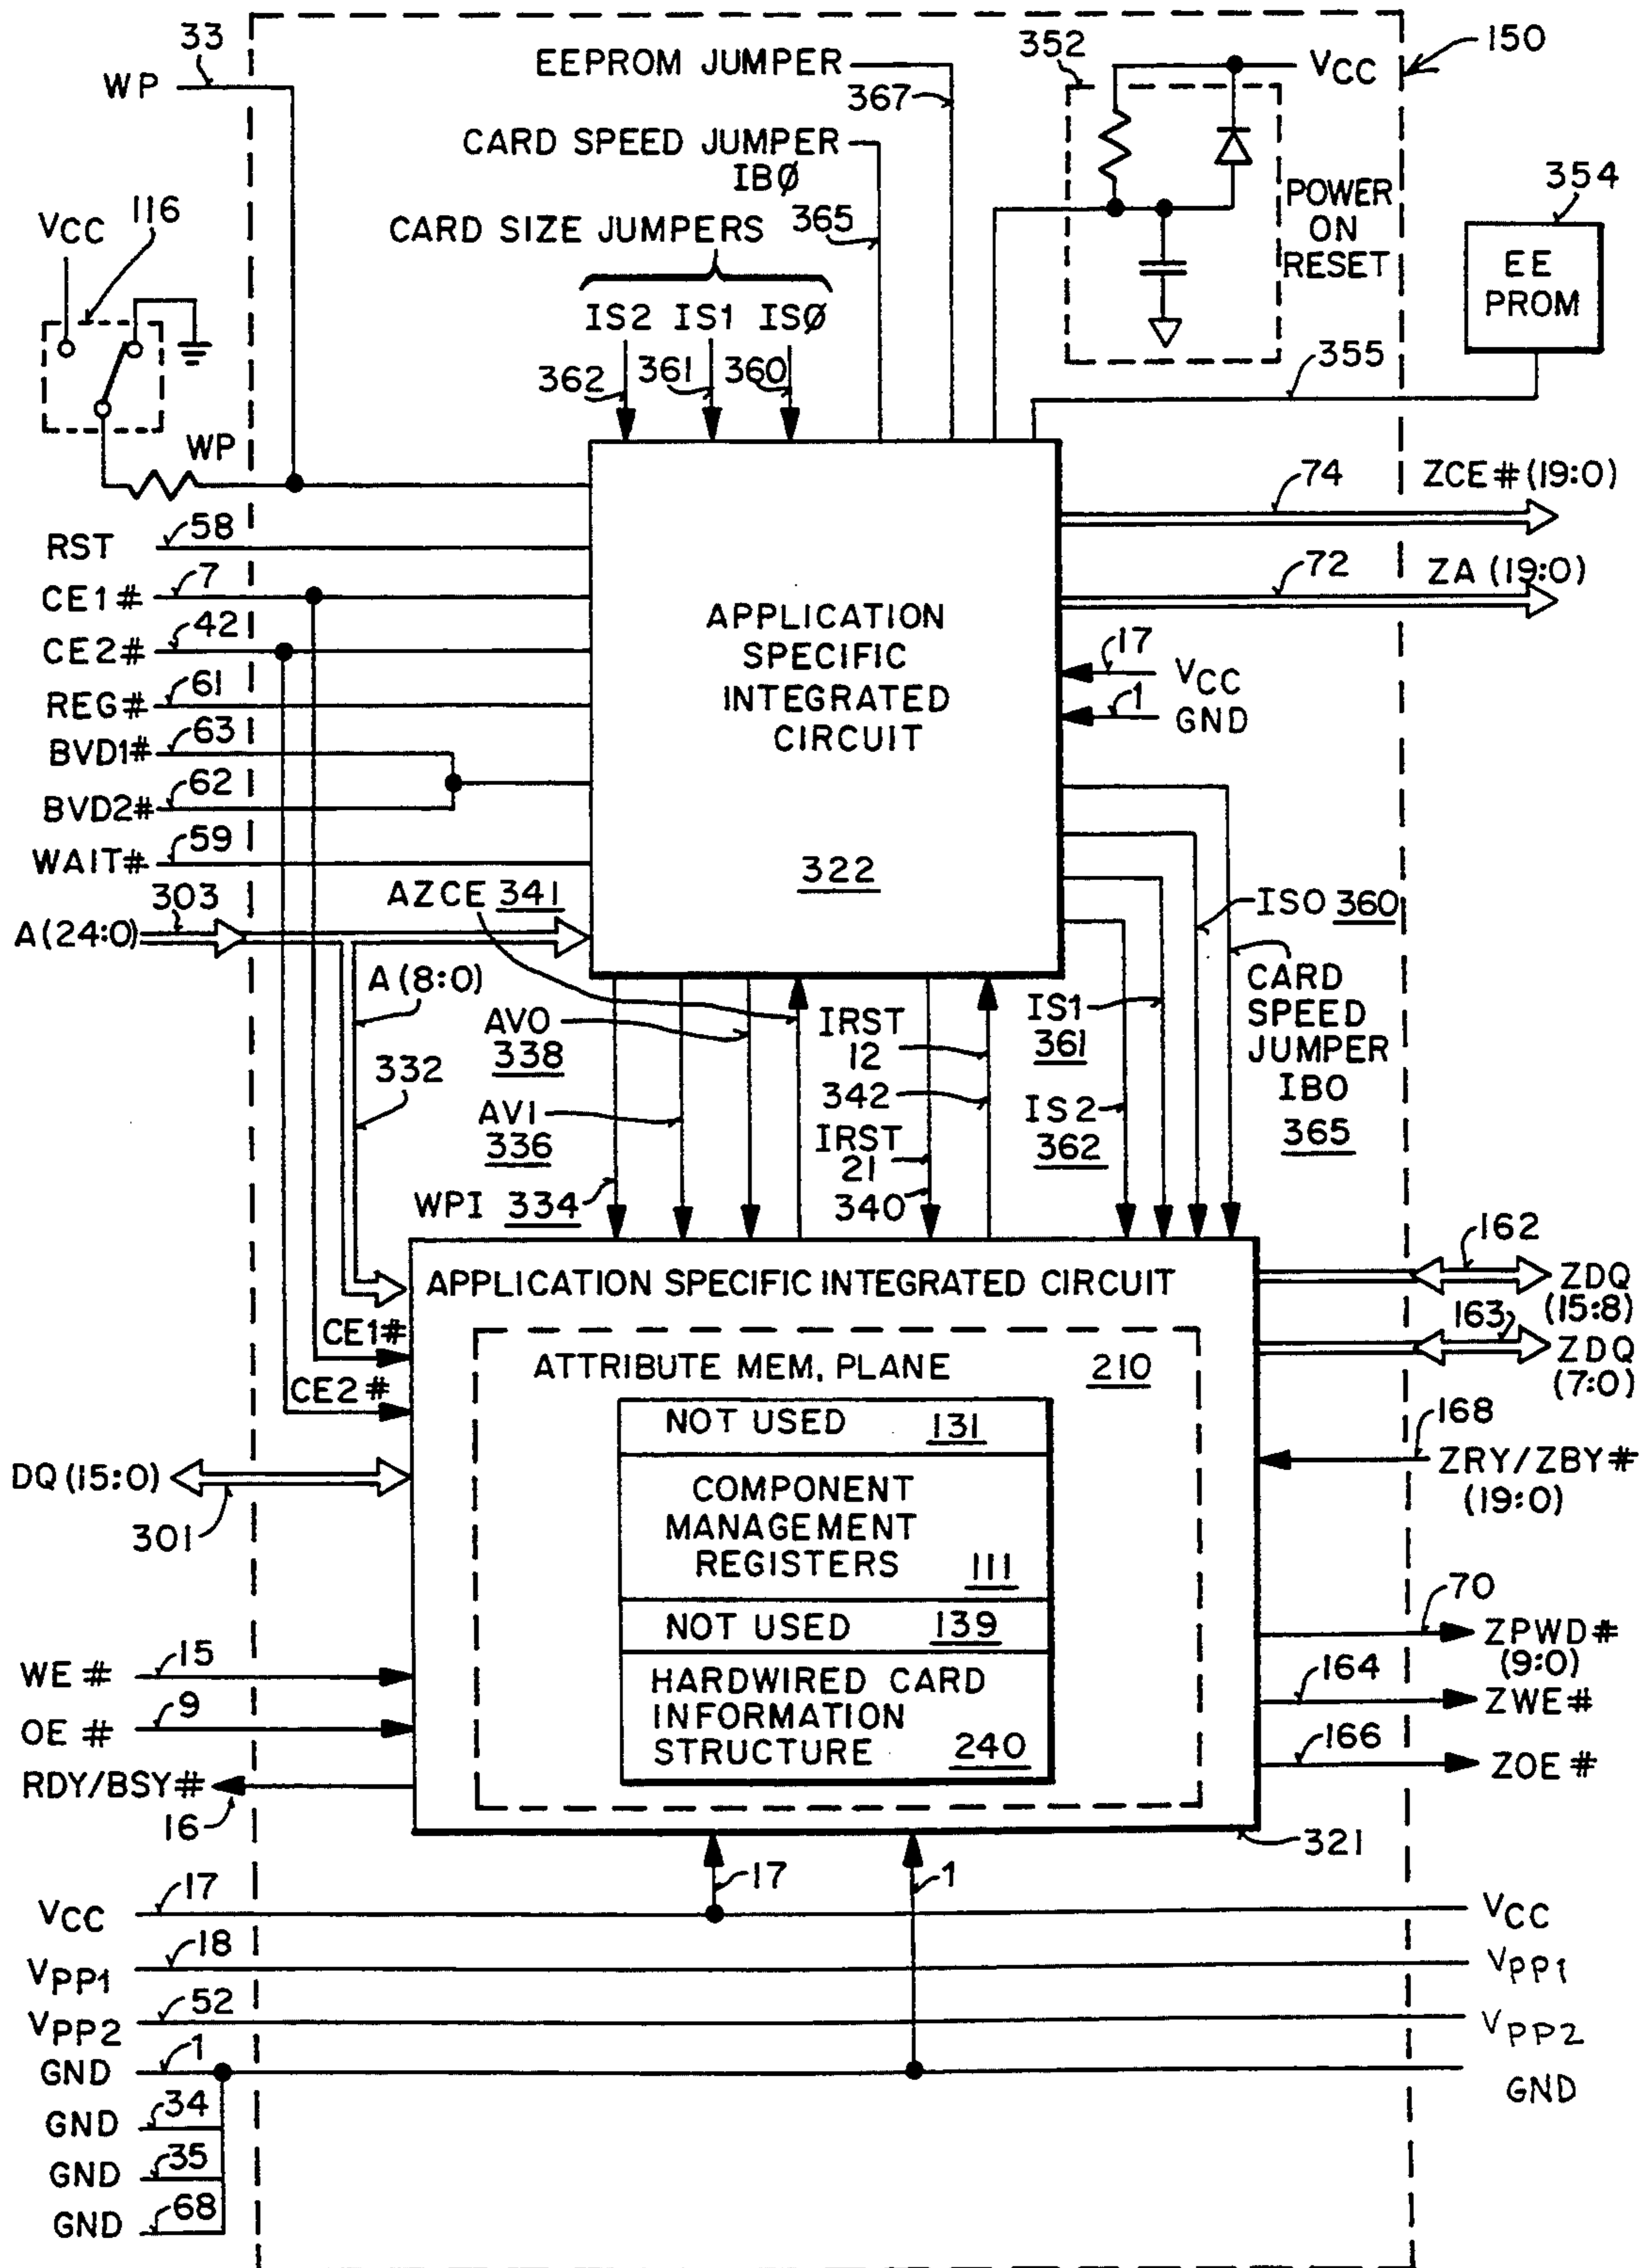 33
WP
EEPROM JUMPER
367
352
VCC
150
CARD SPEED JUMPER
IBØ
365
CARD SIZE JUMPERS
VCC
116
IS2 IS1 ISØ
362
361
360
POWER
ON
RESET
354
EE
PROM
355
WP
RST
58
CE1#
7
CE2#
42
REG#
61
BVD1#
63
BVD2#
62
WAIT#
59
A(24:0)
303
APPLICATION
SPECIFIC
INTEGRATED
CIRCUIT
322
74
ZCE#(19:0)
72
ZA (19:0)
17
VCC
1
GND
AZCE 341
A(8:0)
332
AVO
338
AVI
336
WPI 334
IRST
12
342
IRST
21
340
IS1
361
IS2
362
ISO 360
CARD
SPEED
JUMPER
IBO
365
APPLICATION SPECIFIC INTEGRATED CIRCUIT
CE1#
CE2#
ATTRIBUTE MEM, PLANE 210
NOT USED 131
COMPONENT
MANAGEMENT
REGISTERS 111
NOT USED 139
HARDWIRED CARD
INFORMATION
STRUCTURE 240
162
ZDQ
(15:8)
163
ZDQ
(7:0)
168
ZRY/ZBY#
(19:0)
70
ZPWD#
(9:0)
164
ZWE#
166
ZOE#
321
DQ(15:0)
301
WE#
15
OE #
9
RDY/BSY#
16
17
1
VCC
17
VCC
VPP1
18
VPP1
VPP2
52
VPP2
GND
1
GND
GND
34
GND
35
GND
68